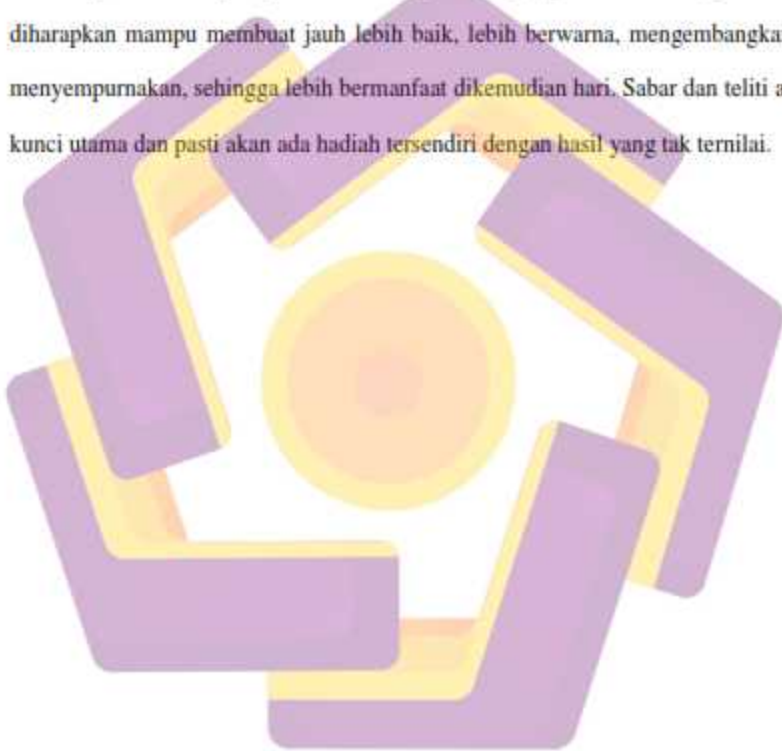 diharapkan mampu membuat jauh lebih baik, lebih berwarna,
menyempurnakan, sehingga lebih bermanfaat dikemudian hari. Sabar dan teliti
kunci utama dan pasti akan ada hadiah tersendiri dengan hasil yang tak ternilai.